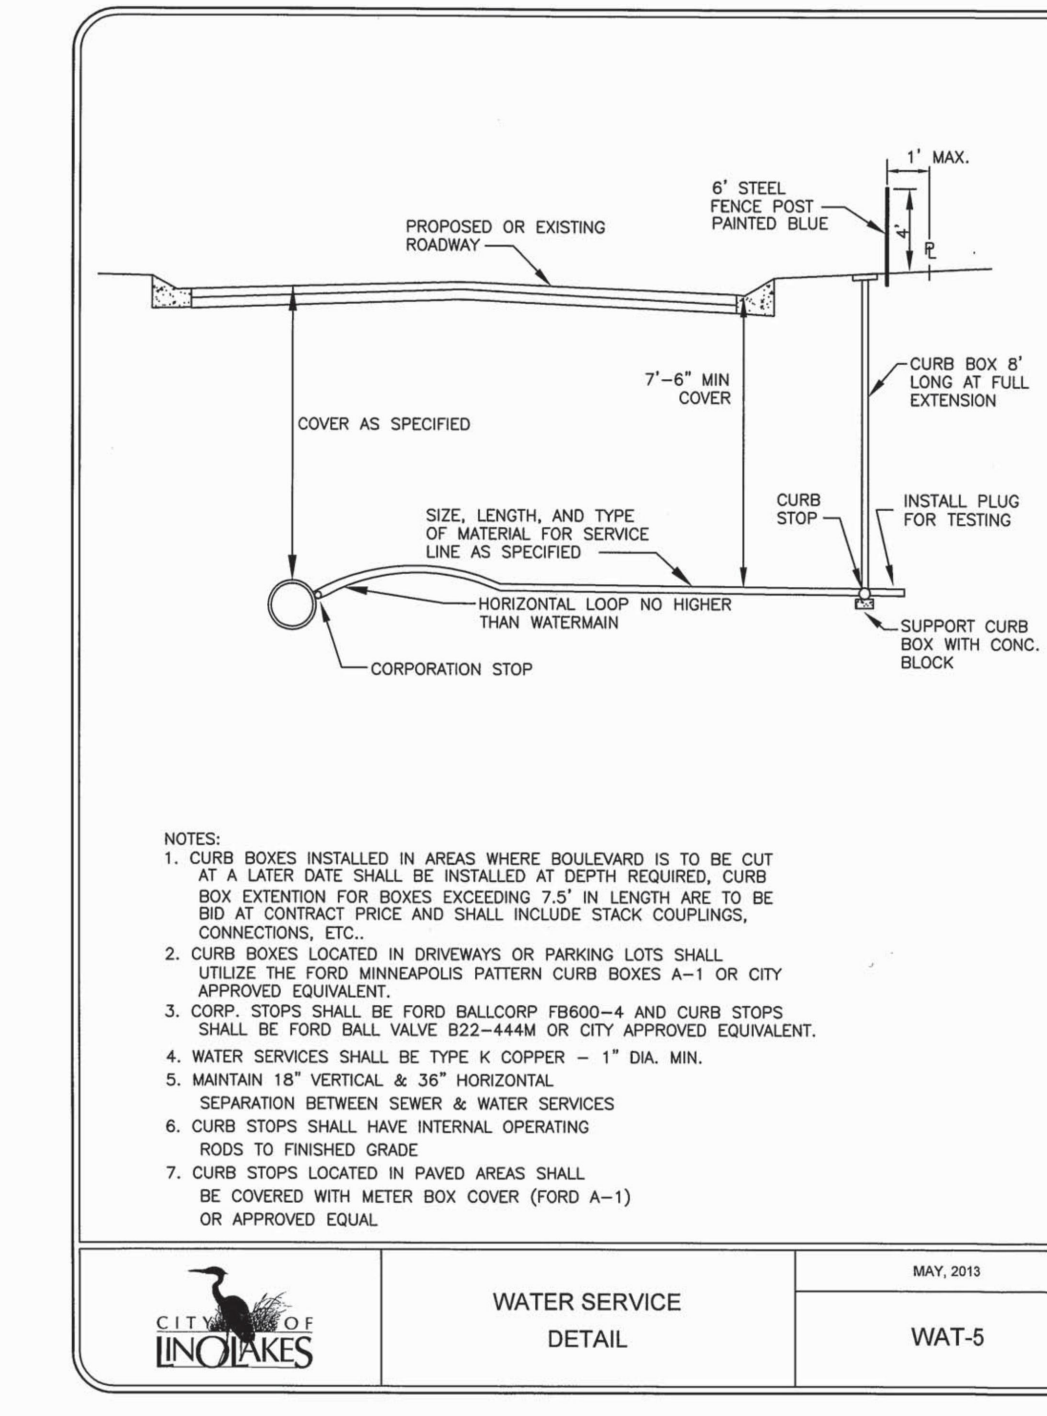 1' MAX.
6' STEEL
FENCE POST
PAINTED BLUE
4'
PL
PROPOSED OR EXISTING
ROADWAY
7'-6" MIN
COVER
CURB BOX 8'
LONG AT FULL
EXTENSION
COVER AS SPECIFIED
CURB
STOP
INSTALL PLUG
FOR TESTING
SIZE, LENGTH, AND TYPE
OF MATERIAL FOR SERVICE
LINE AS SPECIFIED
HORIZONTAL LOOP NO HIGHER
THAN WATERMAIN
SUPPORT CURB
BOX WITH CONC.
BLOCK
CORPORATION STOP
NOTES:
1. CURB BOXES INSTALLED IN AREAS WHERE BOULEVARD IS TO BE CUT
AT A LATER DATE SHALL BE INSTALLED AT DEPTH REQUIRED, CURB
BOX EXTENTION FOR BOXES EXCEEDING 7.5' IN LENGTH ARE TO BE
BID AT CONTRACT PRICE AND SHALL INCLUDE STACK COUPLINGS,
CONNECTIONS, ETC..
2. CURB BOXES LOCATED IN DRIVEWAYS OR PARKING LOTS SHALL
UTILIZE THE FORD MINNEAPOLIS PATTERN CURB BOXES A-1 OR CITY
APPROVED EQUIVALENT.
3. CORP. STOPS SHALL BE FORD BALLCORP FB600-4 AND CURB STOPS
SHALL BE FORD BALL VALVE B22-444M OR CITY APPROVED EQUIVALENT.
4. WATER SERVICES SHALL BE TYPE K COPPER - 1" DIA. MIN.
5. MAINTAIN 18" VERTICAL & 36" HORIZONTAL
SEPARATION BETWEEN SEWER & WATER SERVICES
6. CURB STOPS SHALL HAVE INTERNAL OPERATING
RODS TO FINISHED GRADE
7. CURB STOPS LOCATED IN PAVED AREAS SHALL
BE COVERED WITH METER BOX COVER (FORD A-1)
OR APPROVED EQUAL
CITY OF
LINO LAKES
WATER SERVICE
DETAIL
MAY, 2013
WAT-5